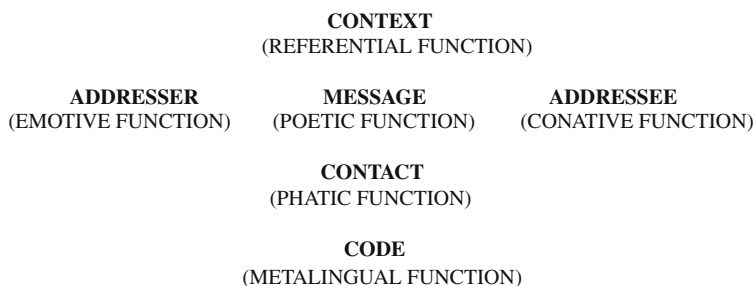 CONTEXT
(REFERENTIAL FUNCTION)
ADDRESSER MESSAGE ADDRESSEE
(EMOTIVE FUNCTION) (POETIC FUNCTION) (CONATIVE FUNCTION)
CONTACT
(PHATIC FUNCTION)
CODE
(METALINGUAL FUNCTION)